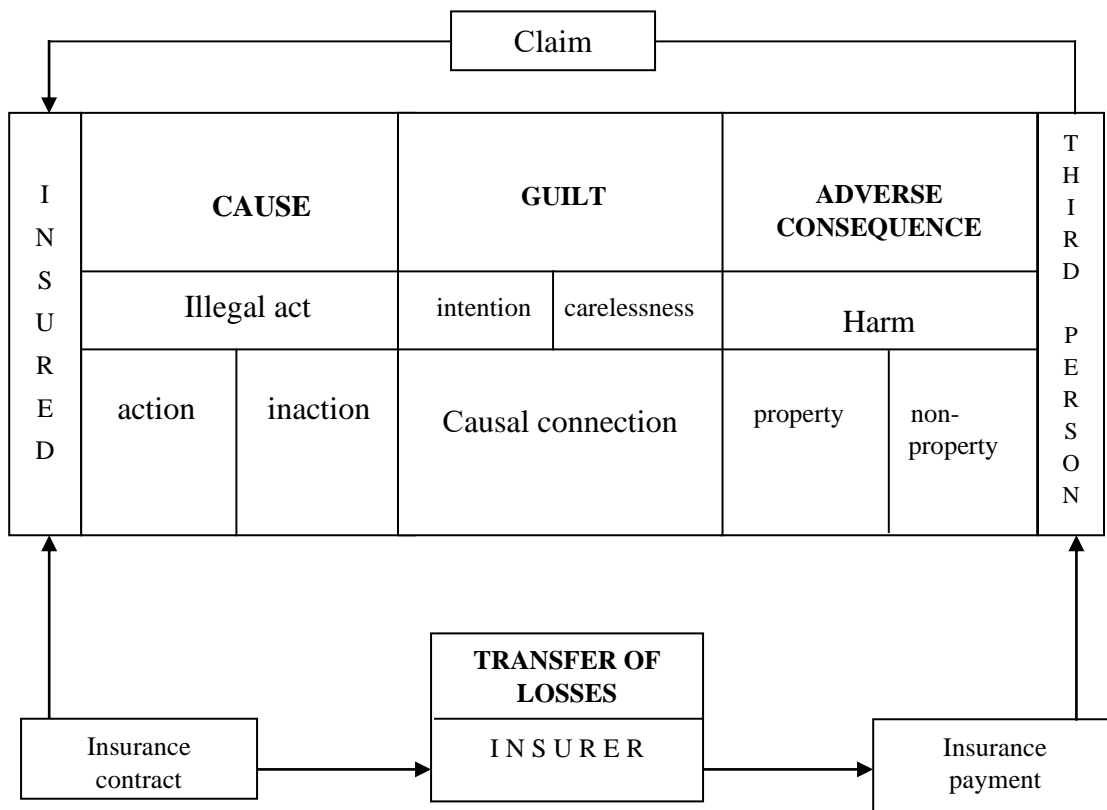 Claim
INSURED
CAUSE
GUILT
ADVERSE
CONSEQUENCE
THIRD PERSON
Illegal act
intention
carelessness
Harm
action
inaction
Causal connection
property
non-
property
TRANSFER OF
LOSSES
I N S U R E R
Insurance
contract
Insurance
payment